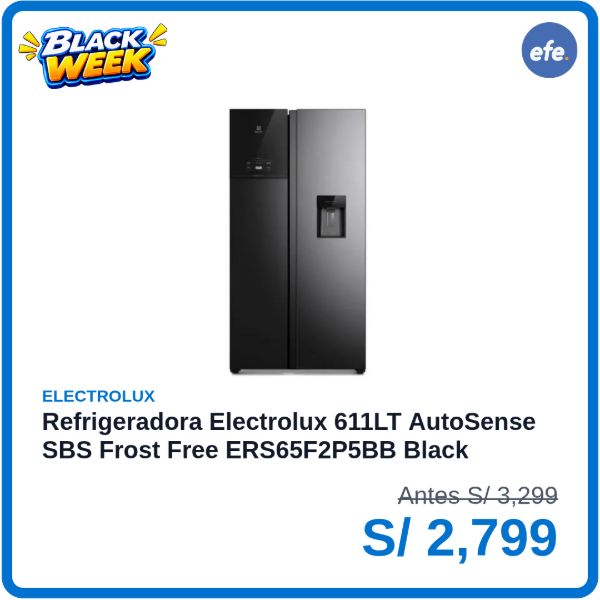 BLACK
WEEK
efe.
ELECTROLUX
Refrigeradora Electrolux 611LT AutoSense
SBS Frost Free ERS65F2P5BB Black
Antes S/ 3,299
S/ 2,799